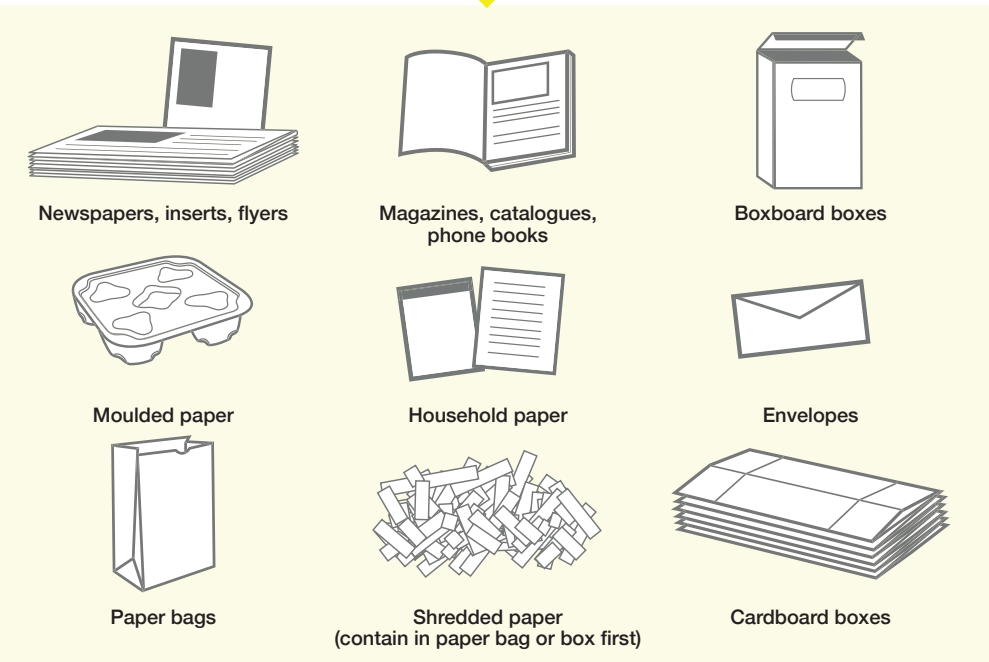 Newspapers, inserts, flyers
Magazines, catalogues,
phone books
Boxboard boxes
Moulded paper
Household paper
Envelopes
Paper bags
Shredded paper
(contain in paper bag or box first)
Cardboard boxes